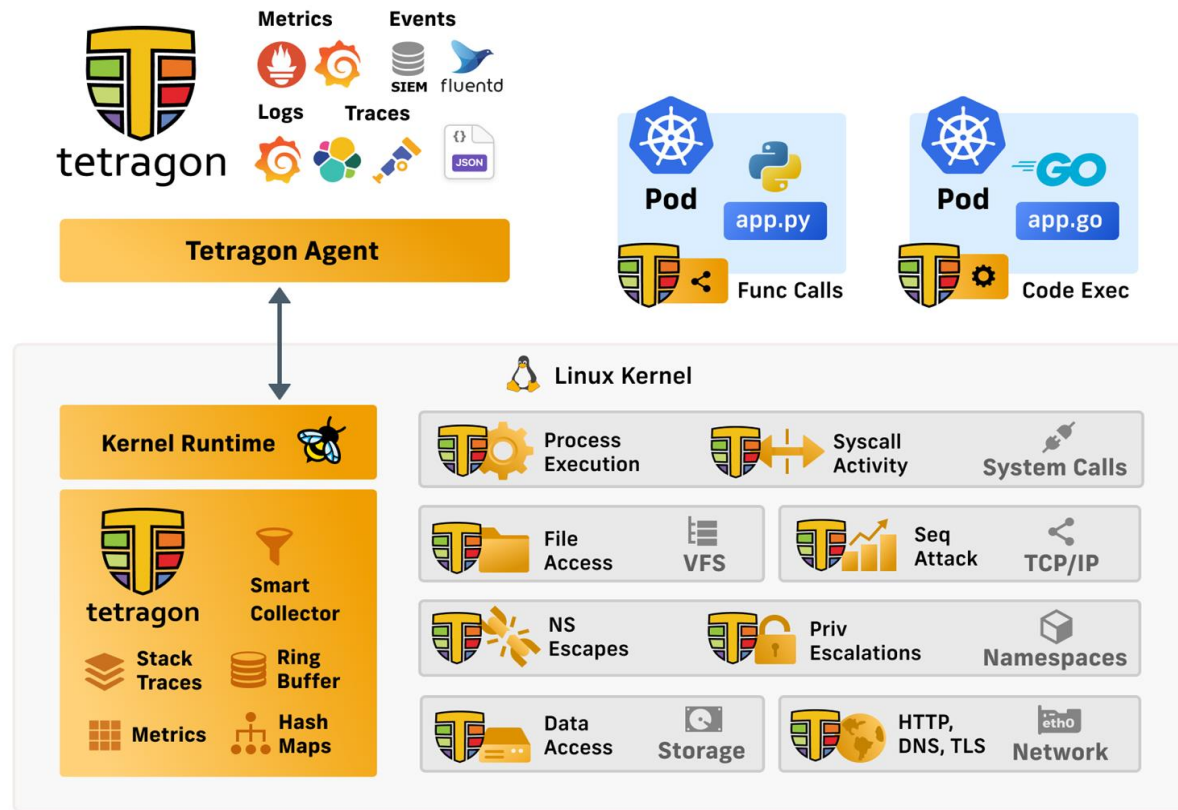 Metrics
Events
SIEM
fluentd
Logs
Traces
{}
JSON
tetragon
Tetragon Agent
Pod
app.py
Func Calls
Pod
GO
app.go
Code Exec
Linux Kernel
Kernel Runtime
tetragon
Smart
Collector
Stack
Traces
Ring
Buffer
Metrics
Hash
Maps
Process
Execution
Syscall
Activity
System Calls
File
Access
VFS
Seq
Attack
TCP/IP
NS
Escapes
Priv
Escalations
Namespaces
Data
Access
Storage
HTTP,
DNS, TLS
eth0
Network